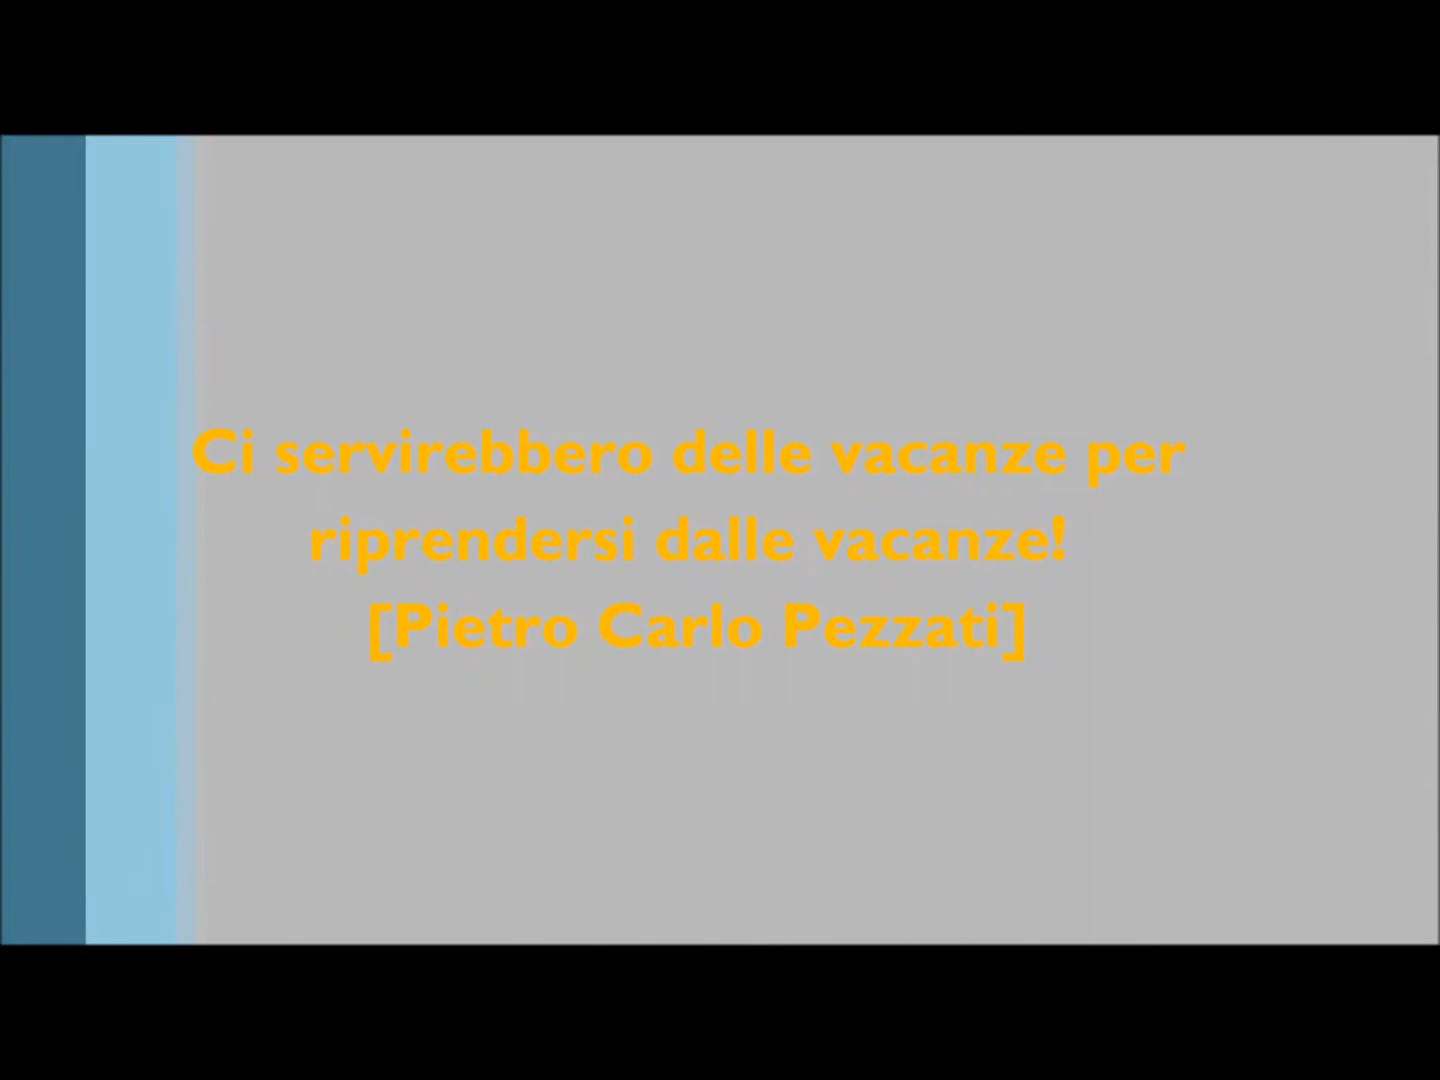 Ci servirebbero delle vacanze per
riprendersi dalle vacanze!
[Pietro Carlo Pezzati]